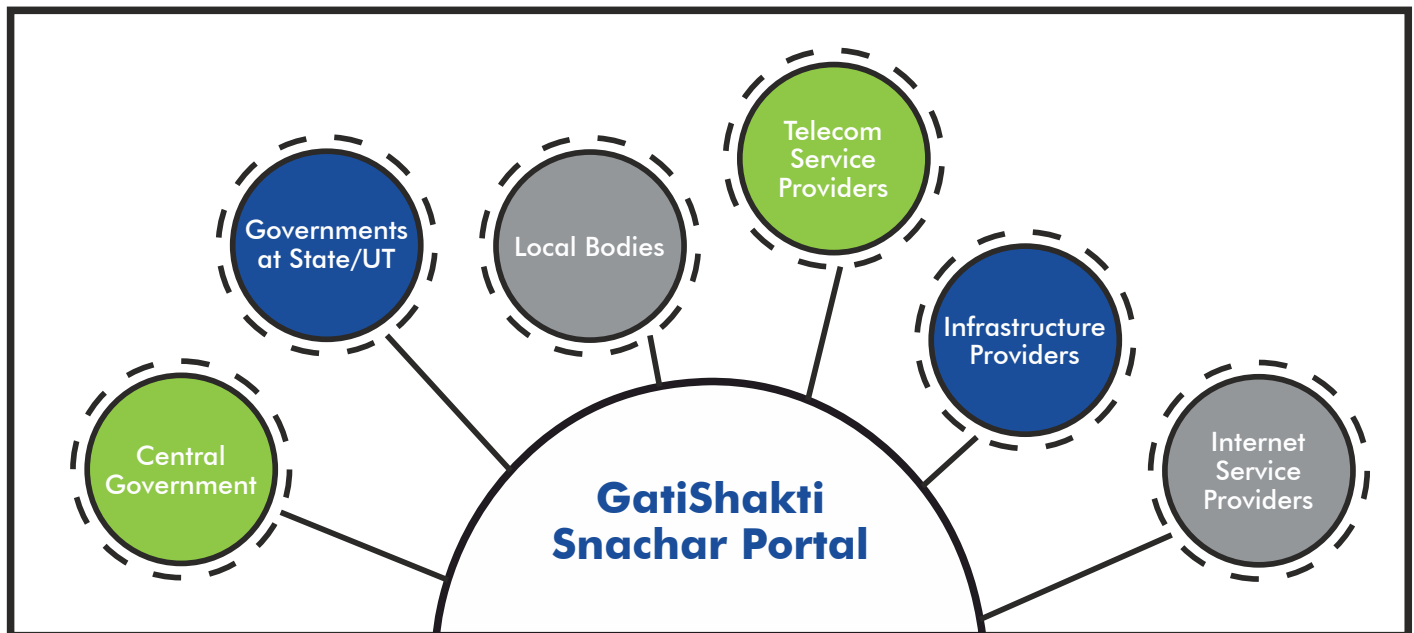 Telecom
Service
Providers
Governments
at State/UT
Local Bodies
Infrastructure
Providers
Central
Government
Internet
Service
Providers
GatiShakti
Snachar Portal